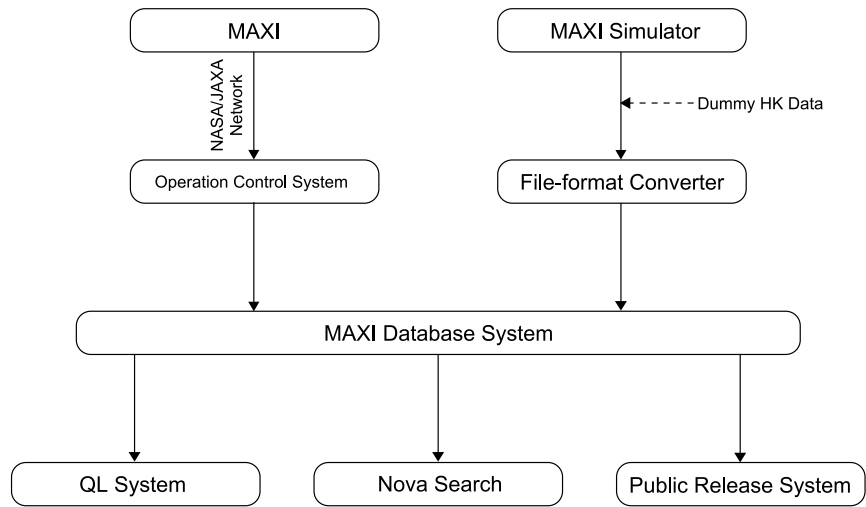 MAXI
MAXI Simulator
NASA/JAXA
Network
Dummy HK Data
Operation Control System
File-format Converter
MAXI Database System
QL System
Nova Search
Public Release System